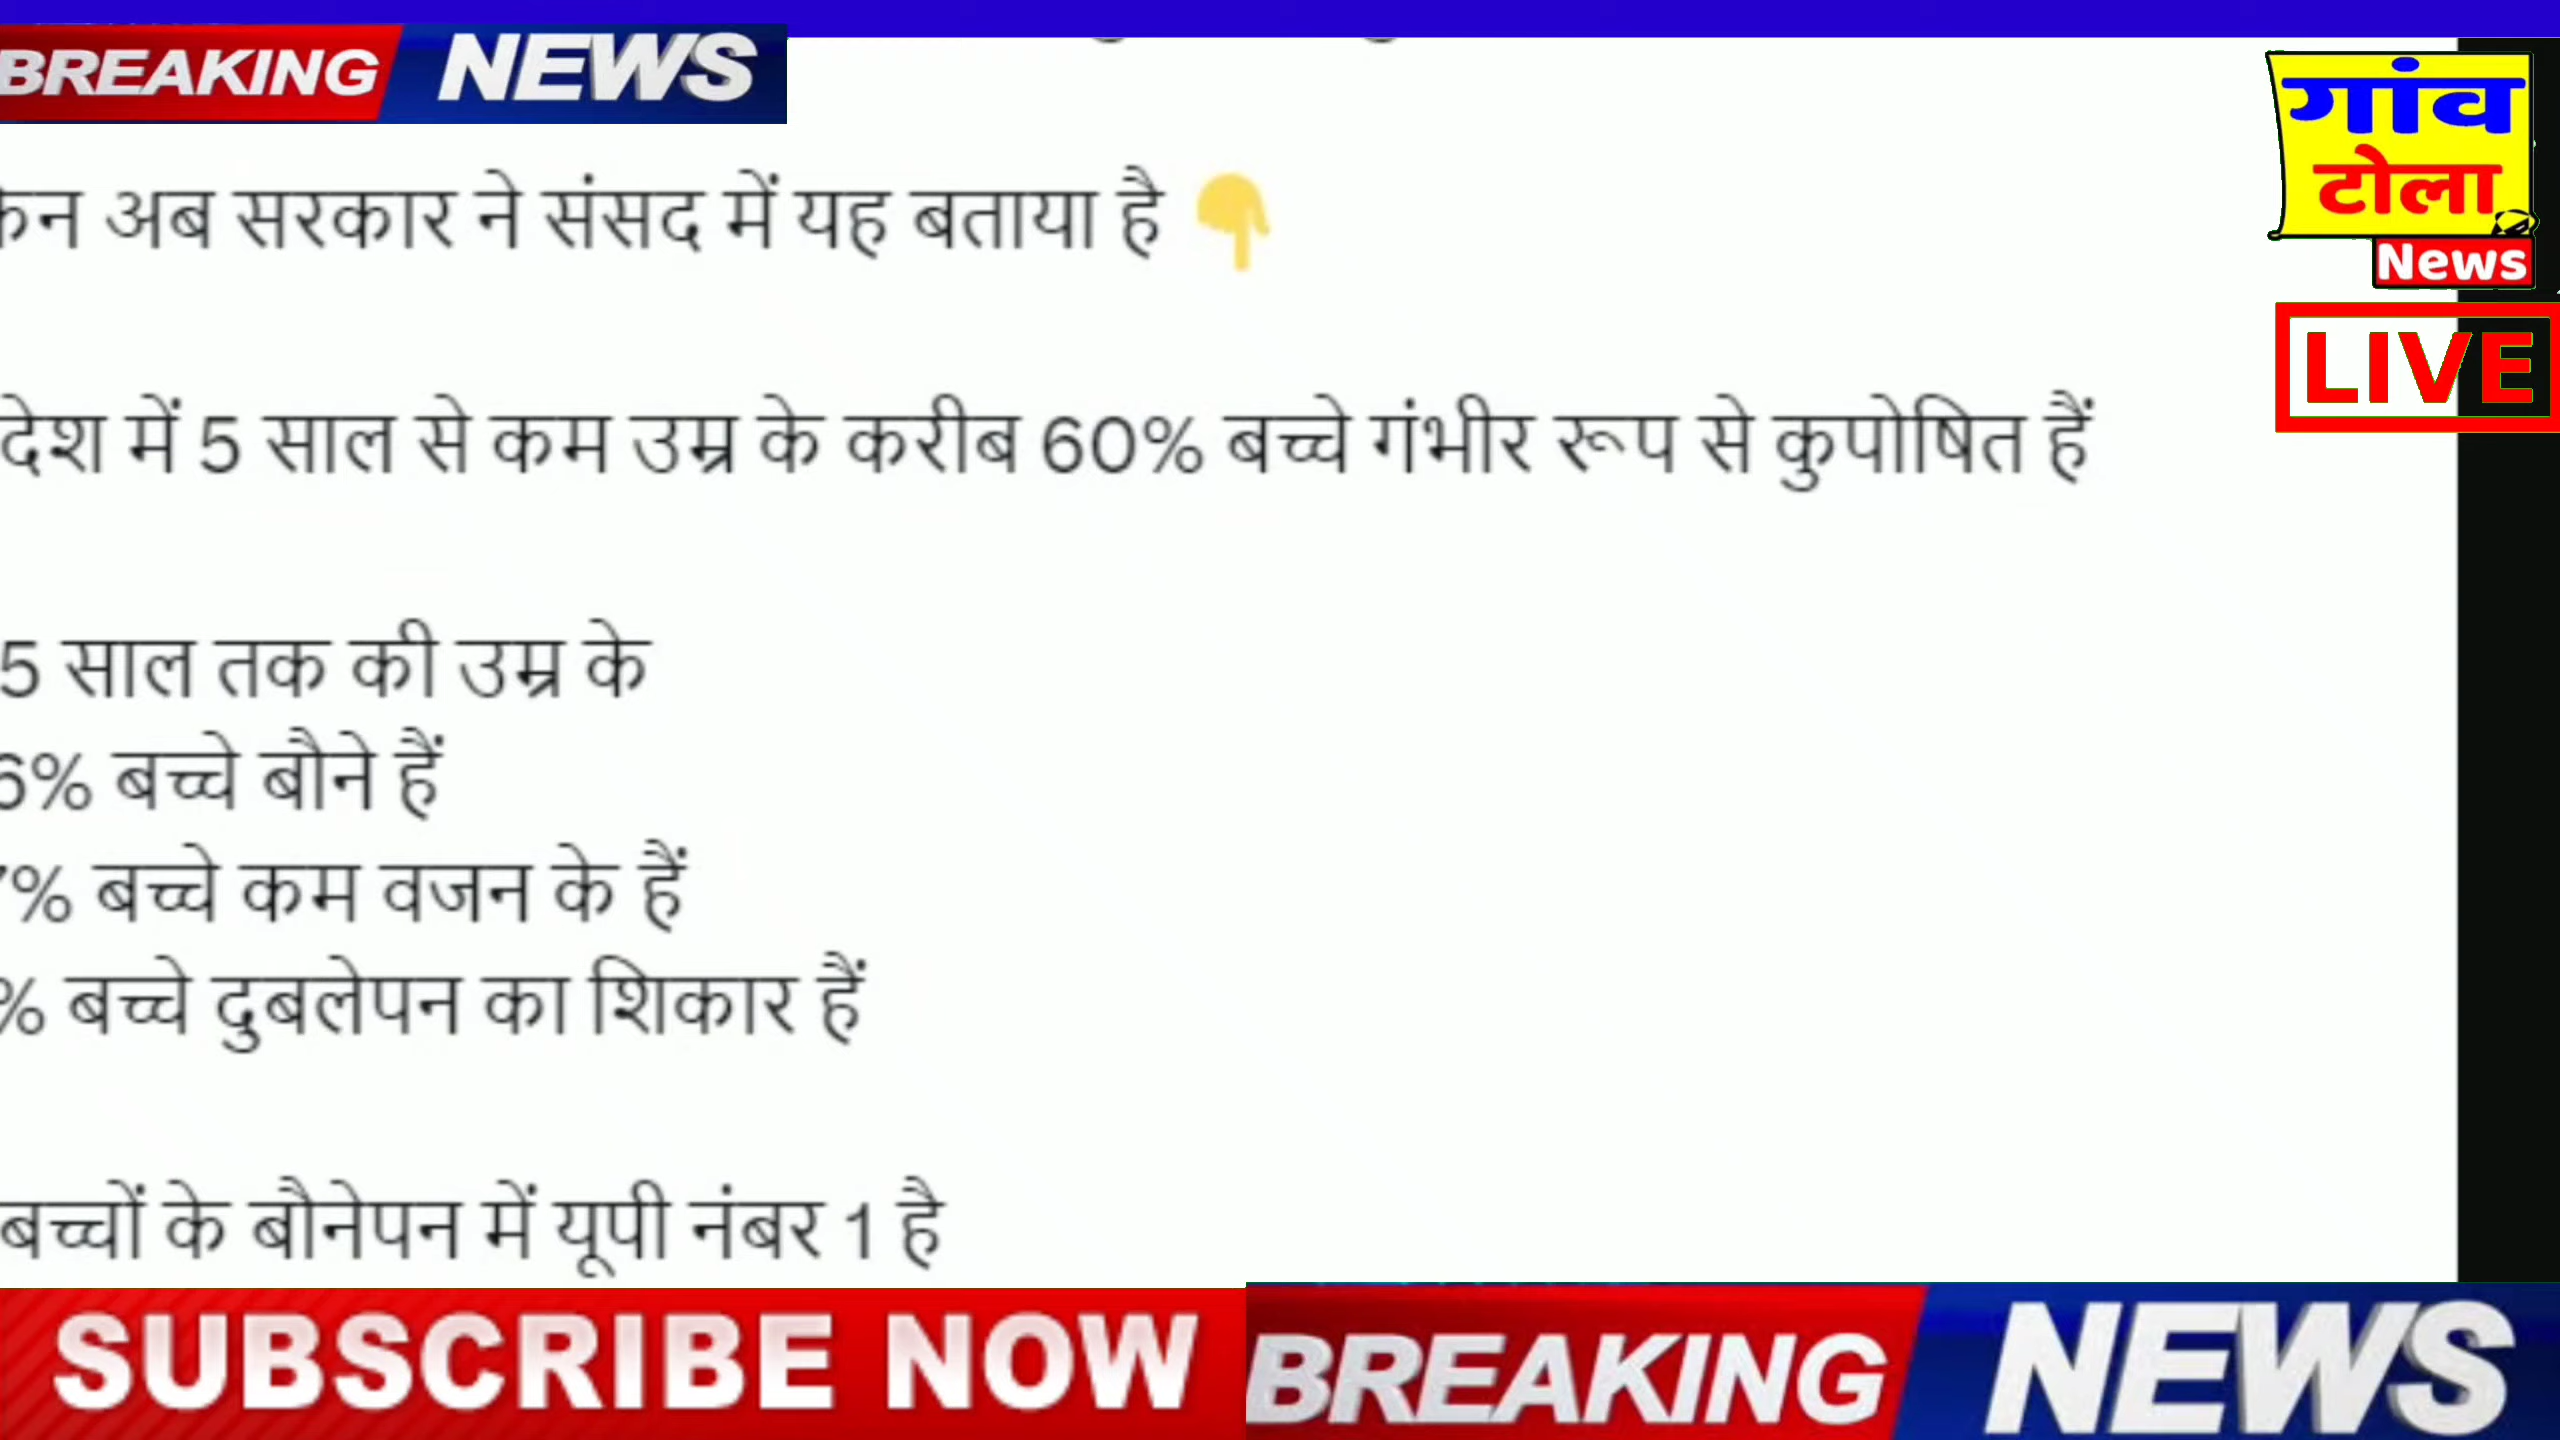 BREAKING NEWS
गांव
टोला
News
LIVE
अब सरकार ने संसद में यह बताया है 👇
देश में 5 साल से कम उम्र के करीब 60% बच्चे गंभीर रूप से कुपोषित हैं
5 साल तक की उम्र के
6% बच्चे बौने हैं
% बच्चे कम वजन के हैं
% बच्चे दुबलेपन का शिकार हैं
बच्चों के बौनेपन में यूपी नंबर 1 है
SUBSCRIBE NOW
BREAKING NEWS